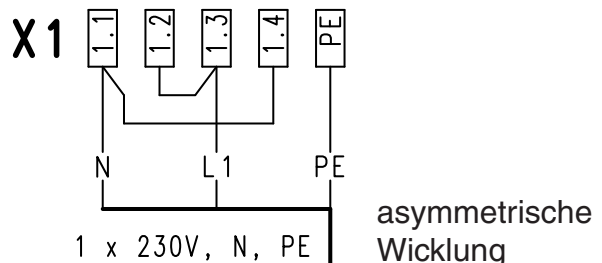 X1 1.1 1.2 1.3 1.4 PE
N L1 PE
asymmetrische
1 x 230V, N, PE Wicklung